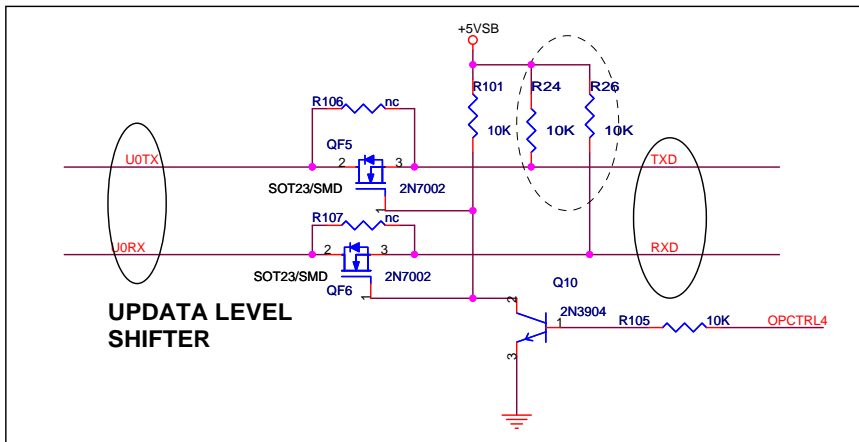 +5VSB
R106
nc
R101
R24
R26
10K
10K
10K
QF5
U0TX
2
3
TXD
SOT23/SMD
2N7002
1
R107
nc
U0RX
2
3
RXD
SOT23/SMD
2N7002
QF6
1
Q10
2
2N3904
UPDATA LEVEL
SHIFTER
1
R105
10K
OPCTRL4
3